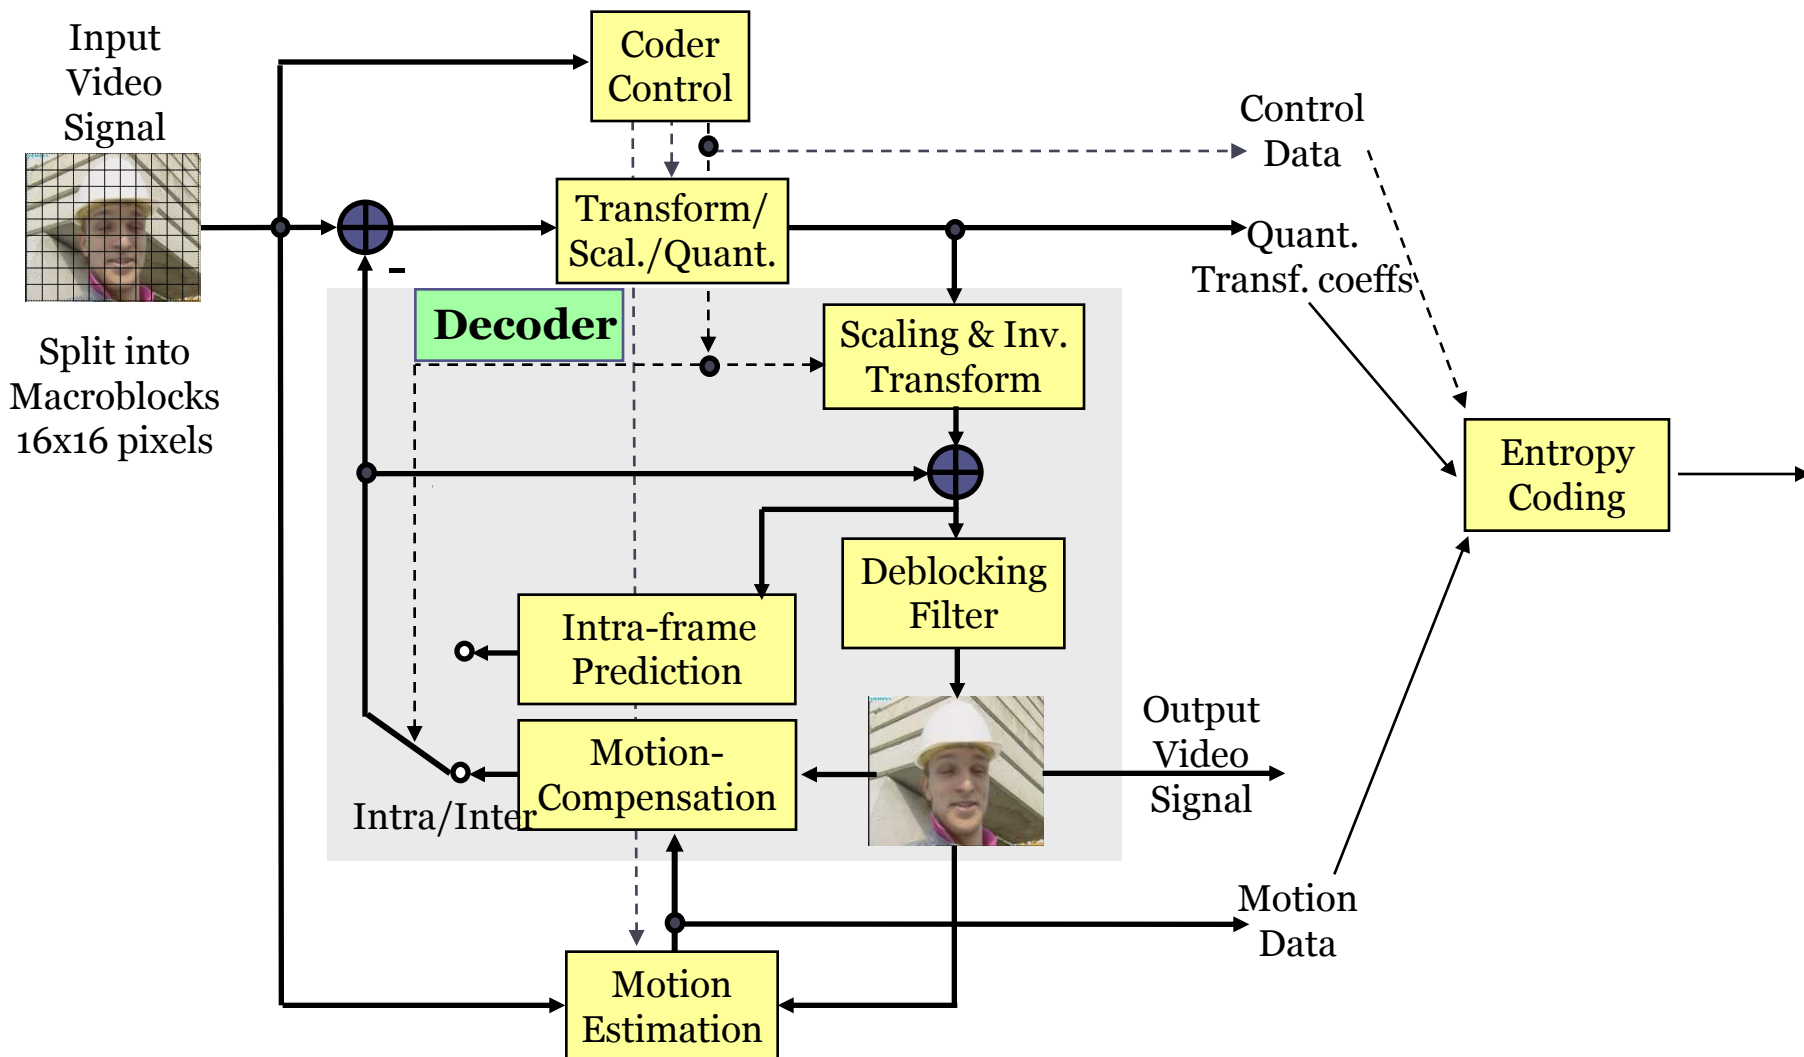 Input
Video
Signal
Split into
Macroblocks
16x16 pixels
Coder
Control
Transform/
Scal./Quant.
-
Decoder
Scaling & Inv.
Transform
Deblocking
Filter
Intra-frame
Prediction
Motion-
Compensation
Intra/Inter
Motion
Estimation
Control
Data
Quant.
Transf. coeffs
Output
Video
Signal
Motion
Data
Entropy
Coding